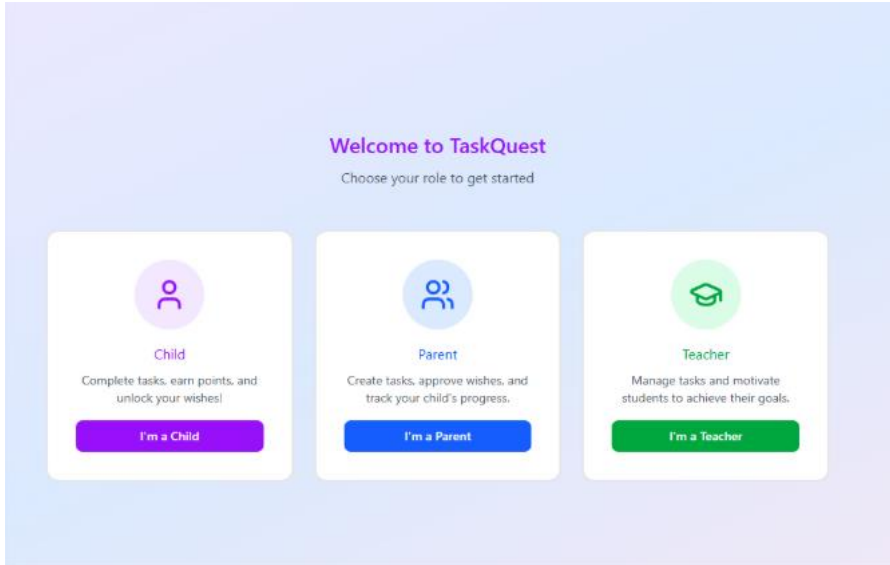 Welcome to TaskQuest
Choose your role to get started
Child
Complete tasks, earn points, and
unlock your wishes!
I'm a Child
Parent
Create tasks, approve wishes, and
track your child's progress.
I'm a Parent
Teacher
Manage tasks and motivate
students to achieve their goals.
I'm a Teacher